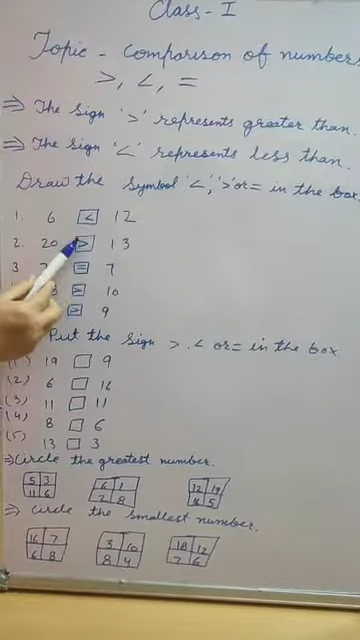 Class - I
Topic - Comparison of numbers
>, <, =
⇒ The sign '>' represents greater than.
⇒ The sign '<' represents less than.
Draw the symbol '<', '>' or = in the box.
1. 6 < 12
2. 20 > 13
3 7 = 7
> 10
> 9
Put the sign >, < or = in the box.
(1) 19 □ 9
(2) 6 □ 16
(3) 11 □ 11
(4) 8 □ 6
(5) 13 □ 3
⇒ Circle the greatest number.
5 3 6 1 12 19
11 6 2 8 16 5
⇒ Circle the smallest number.
16 7 3 10 18 12
6 8 8 4 7 6